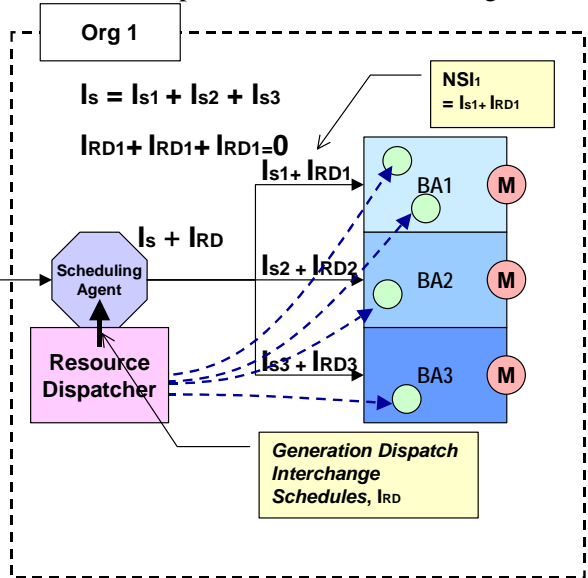 Org 1
Is = Is1 + Is2 + Is3
IRD1+ IRD1+ IRD1=0
NSI1
= Is1+ IRD1
Is1+ IRD1
BA1
M
Is + IRD
Scheduling
Agent
Is2 + IRD2
BA2
M
Resource
Dispatcher
Is3 + IRD3
BA3
M
Generation Dispatch
Interchange
Schedules, IRD